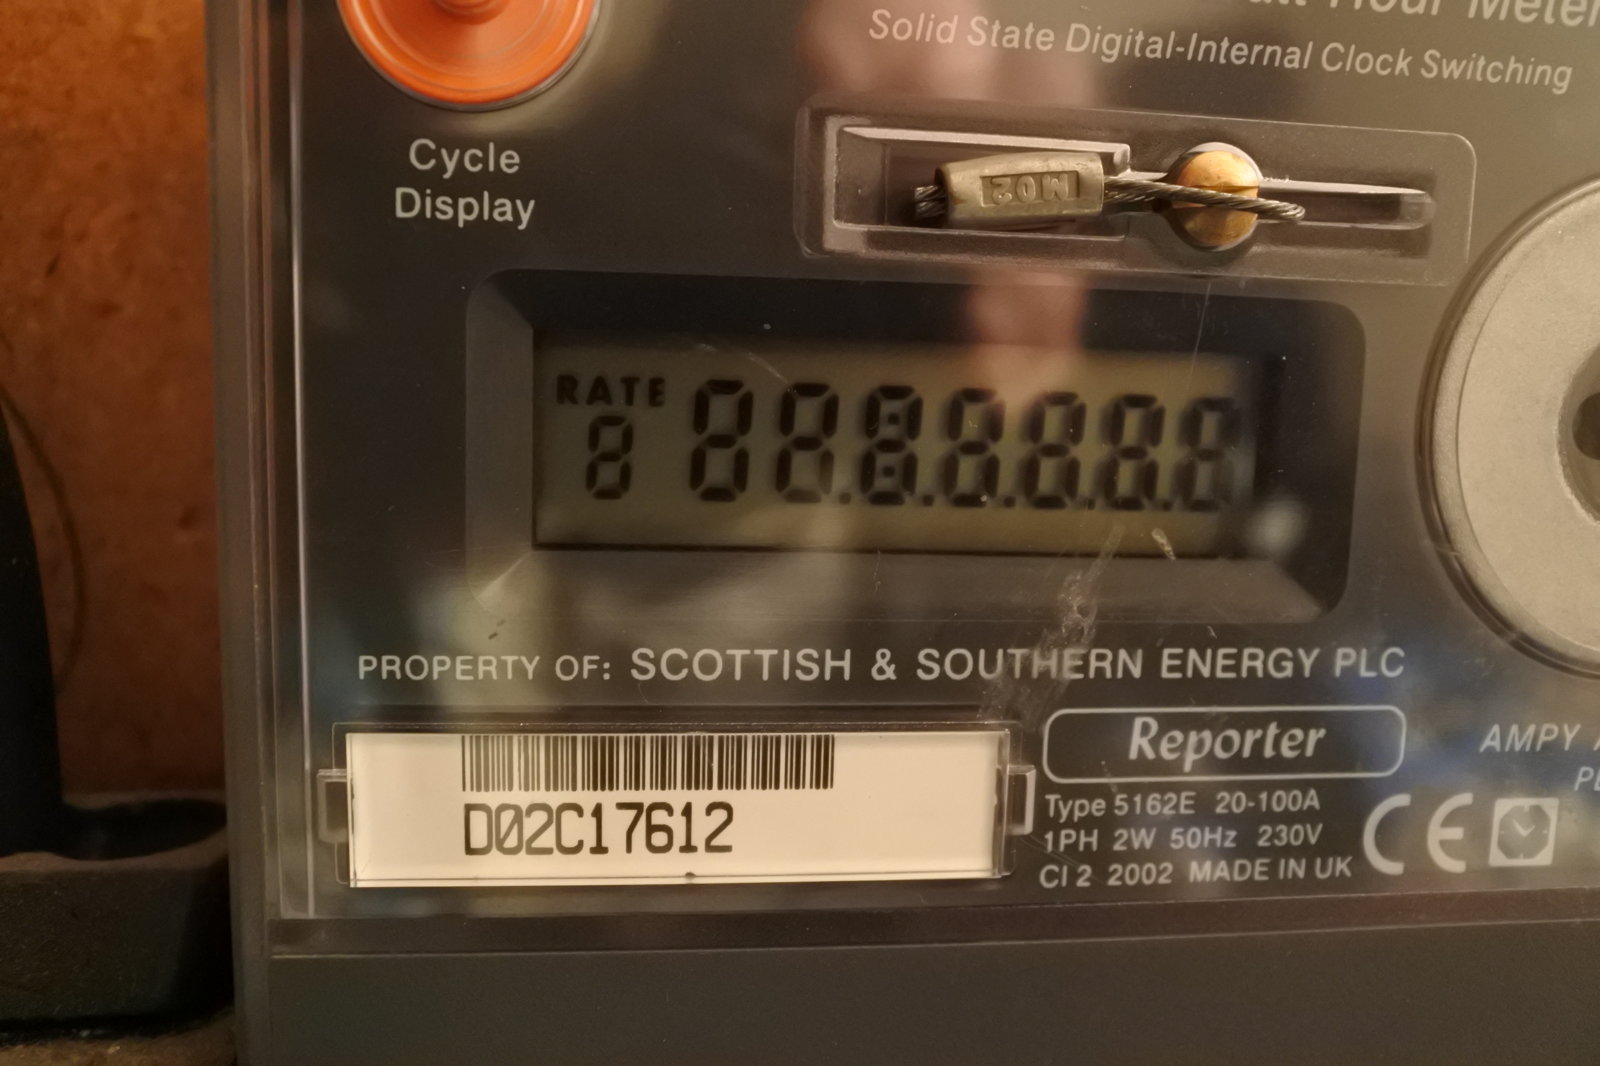 Hour Meter
Solid State Digital-Internal Clock Switching
Cycle
Display
M02
RATE
8 88:8.8.8.8.8
PROPERTY OF: SCOTTISH & SOUTHERN ENERGY PLC
D02C17612
Reporter
Type 5162E 20-100A
1PH 2W 50Hz 230V
Cl 2 2002 MADE IN UK
CE
AMPY